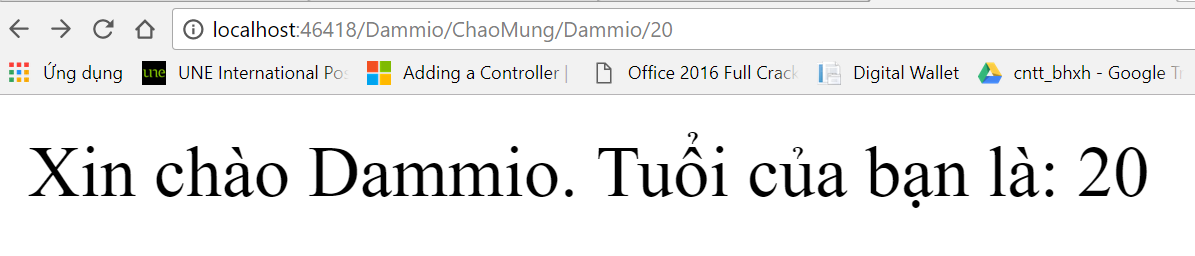 localhost:46418/Dammio/ChaoMung/Dammio/20
Ứng dụng une UNE International Pos Adding a Controller | Office 2016 Full Crack Digital Wallet cntt_bhxh - Google Tr
Xin chào Dammio. Tuổi của bạn là: 20